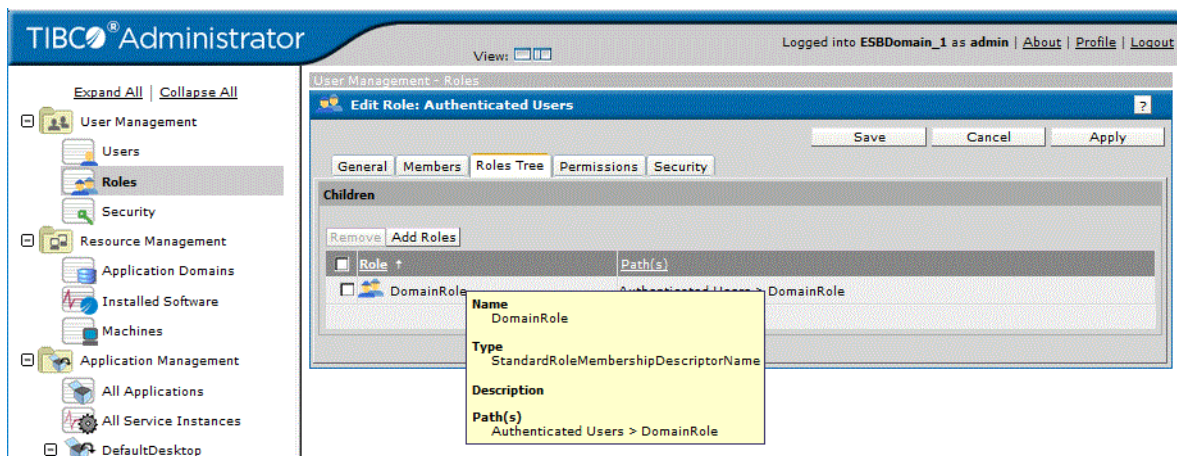 TIBCO®Administrator
View:
Logged into ESBDomain_1 as admin | About | Profile | Logout
Expand All | Collapse All
User Management
Users
Roles
Security
Resource Management
Application Domains
Installed Software
Machines
Application Management
All Applications
All Service Instances
DefaultDesktop
User Management - Roles
Edit Role: Authenticated Users
?
Save Cancel Apply
General Members Roles Tree Permissions Security
Children
Remove Add Roles
Role ↑ Path(s)
DomainRole Authenticated Users > DomainRole
Name
DomainRole
Type
StandardRoleMembershipDescriptorName
Description
Path(s)
Authenticated Users > DomainRole